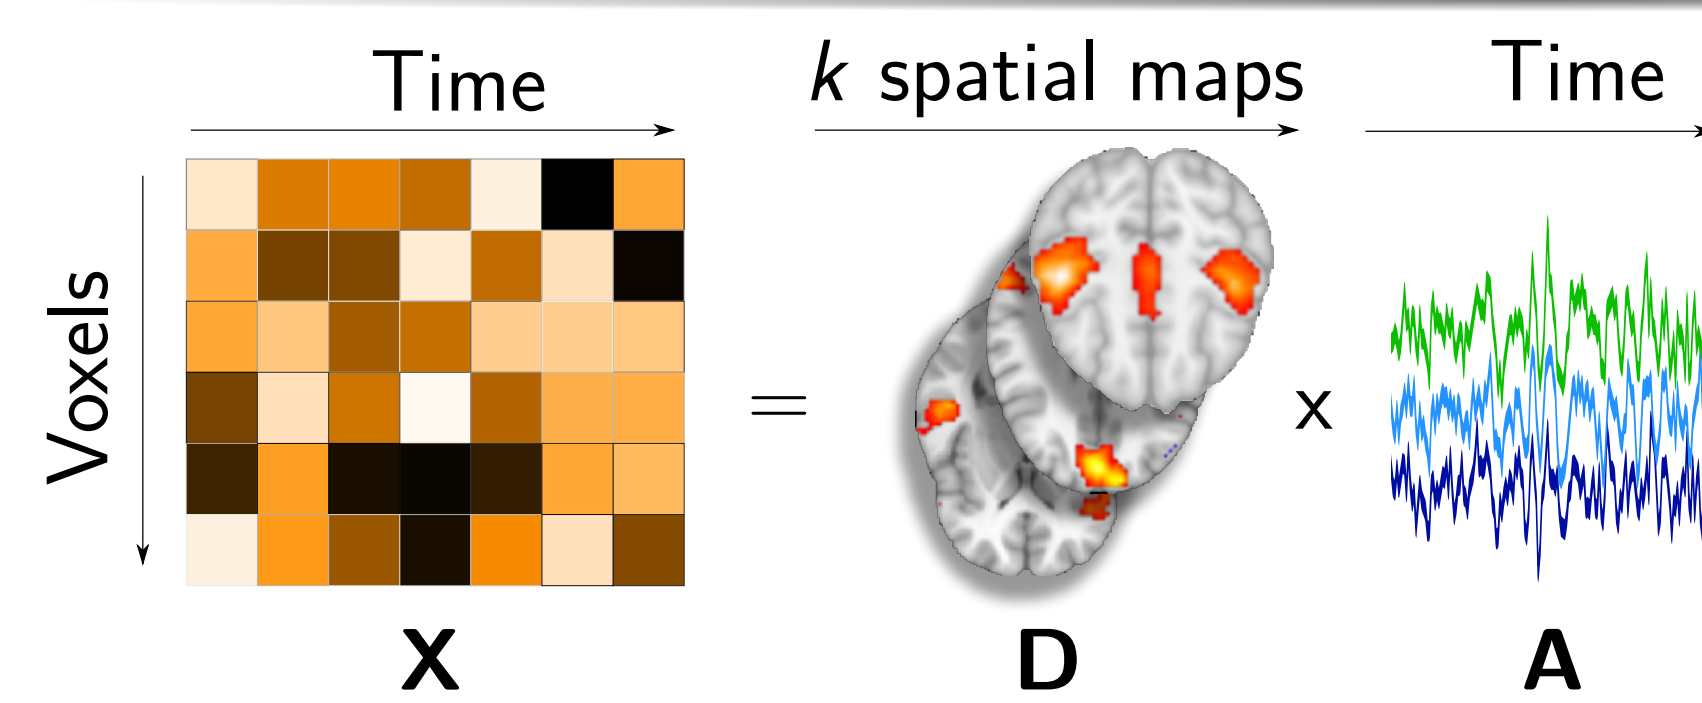 Time
k spatial maps
Time
Voxels
=
x
X
D
A